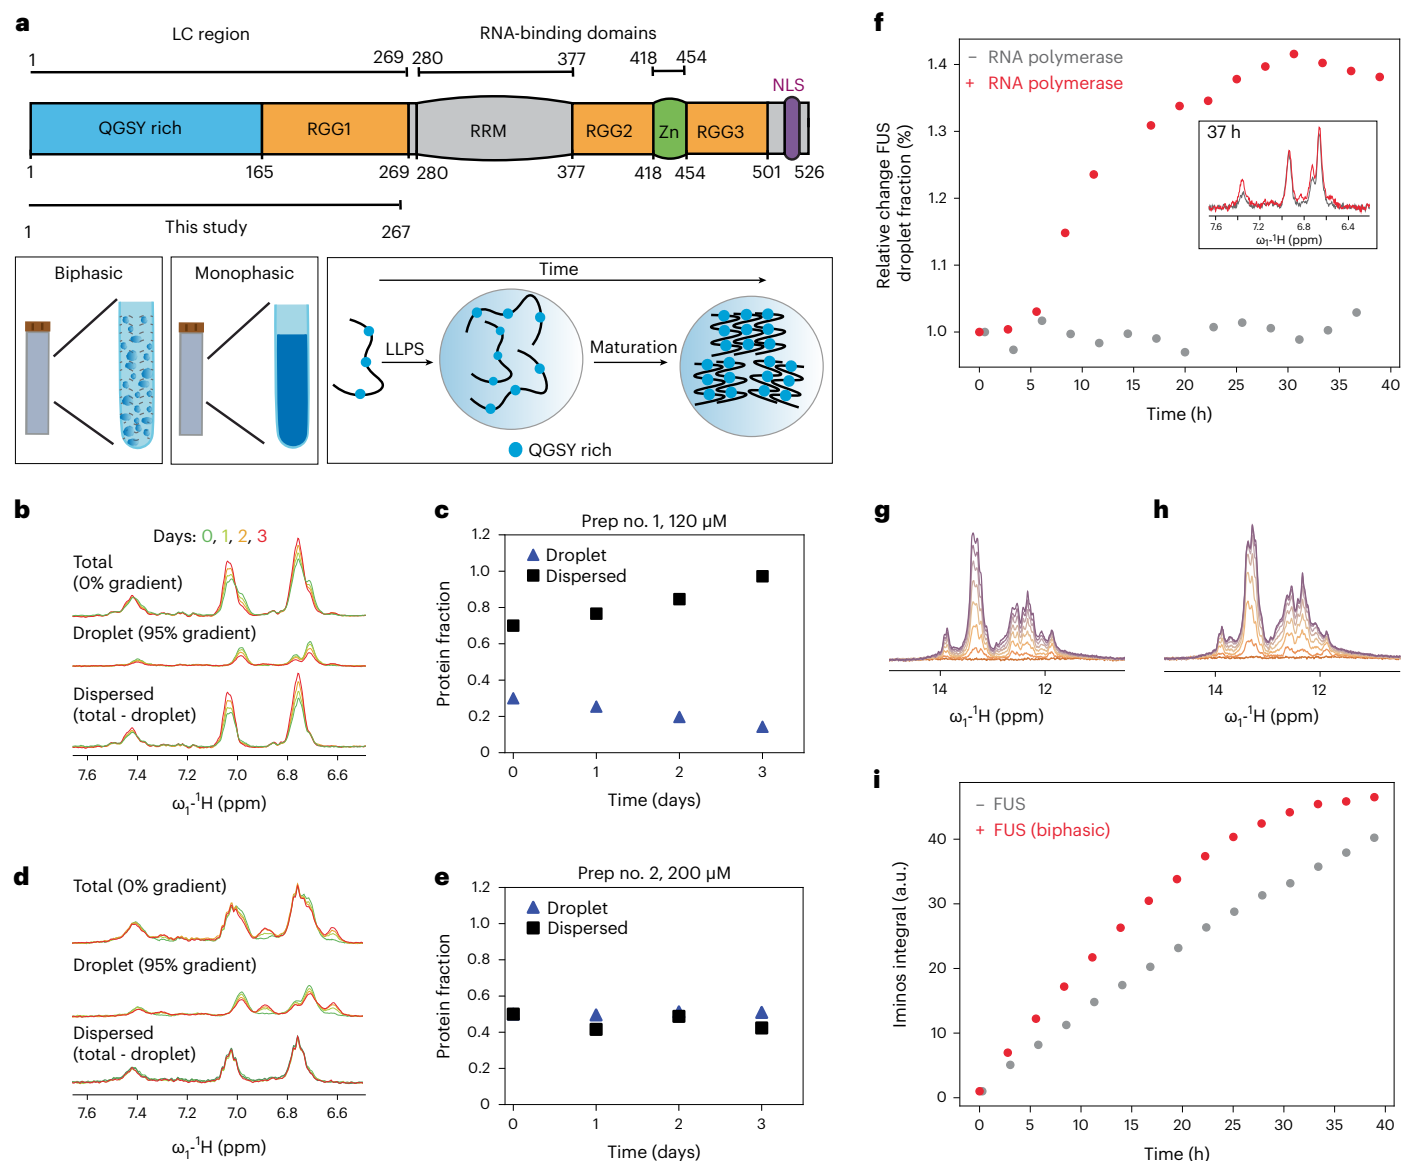 a
LC region
RNA-binding domains
1
269
280
377
418
454
NLS
QGSY rich
RGG1
RRM
RGG2
Zn
RGG3
1
165
269
280
377
418
454
501
526
This study
1
267
Biphasic
Monophasic
Time
LLPS
Maturation
QGSY rich
b
Days: 0, 1, 2, 3
Total
(0% gradient)
Droplet (95% gradient)
Dispersed
(total - droplet)
7.6
7.4
7.2
7.0
6.8
6.6
ω1-1H (ppm)
c
Prep no. 1, 120 µM
Droplet
Dispersed
Protein fraction
1.2
1.0
0.8
0.6
0.4
0.2
0
0
1
2
3
Time (days)
d
Total (0% gradient)
Droplet (95% gradient)
Dispersed
(total - droplet)
7.6
7.4
7.2
7.0
6.8
6.6
ω1-1H (ppm)
e
Prep no. 2, 200 µM
Droplet
Dispersed
Protein fraction
1.2
1.0
0.8
0.6
0.4
0.2
0
0
1
2
3
Time (days)
f
− RNA polymerase
+ RNA polymerase
Relative change FUS
droplet fraction (%)
1.4
1.3
1.2
1.1
1.0
37 h
7.6
7.2
6.8
6.4
ω1-1H (ppm)
0
5
10
15
20
25
30
35
40
Time (h)
g
14
12
ω1-1H (ppm)
h
14
12
ω1-1H (ppm)
i
− FUS
+ FUS (biphasic)
Iminos integral (a.u.)
40
30
20
10
0
0
5
10
15
20
25
30
35
40
Time (h)